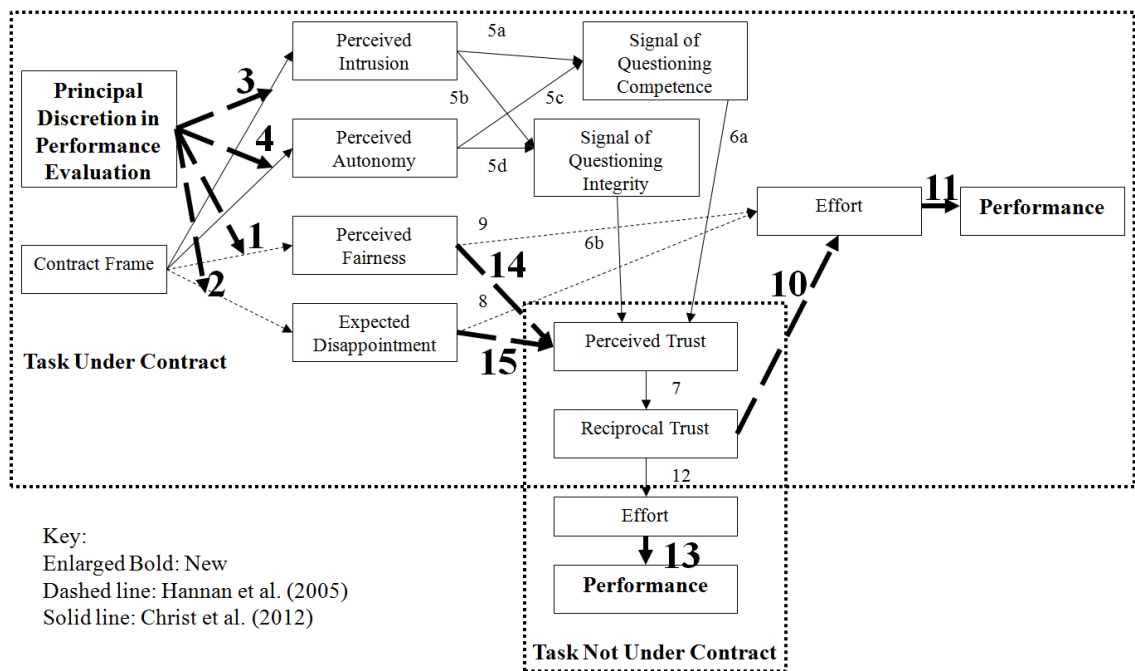 Principal
Discretion in
Performance
Evaluation
Contract Frame
3
4
1
2
Perceived
Intrusion
Perceived
Autonomy
Perceived
Fairness
Expected
Disappointment
5a
5b
5c
5d
Signal of
Questioning
Competence
Signal of
Questioning
Integrity
6a
6b
9
14
8
15
Effort
11
Performance
10
Task Under Contract
Perceived Trust
7
Reciprocal Trust
12
Effort
13
Performance
Task Not Under Contract
Key:
Enlarged Bold: New
Dashed line: Hannan et al. (2005)
Solid line: Christ et al. (2012)